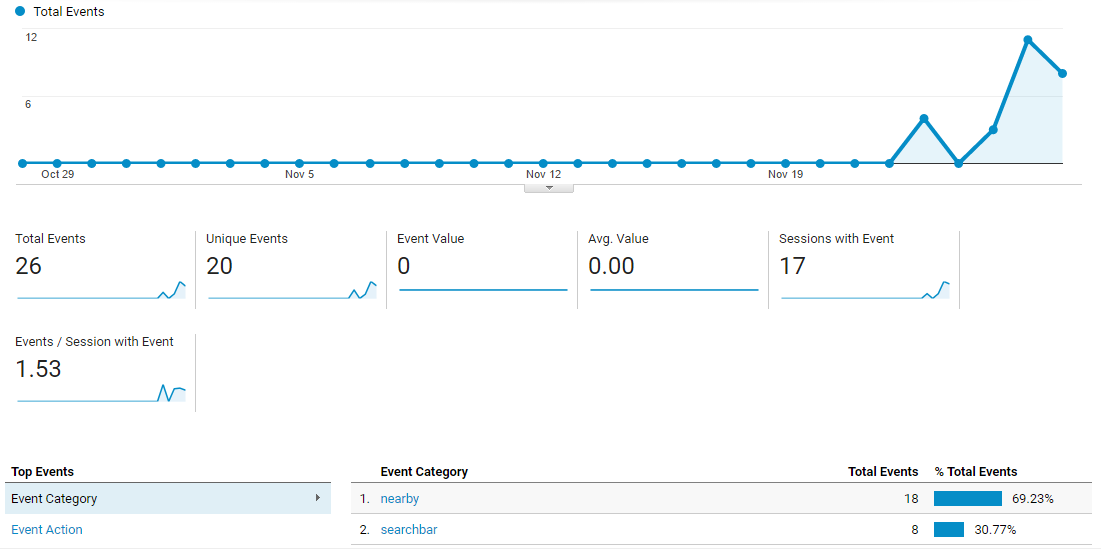 Total Events
12
6
Oct 29 Nov 5 Nov 12 Nov 19
Total Events Unique Events Event Value Avg. Value Sessions with Event
26 20 0 0.00 17
Events / Session with Event
1.53
Top Events Event Category Total Events % Total Events
Event Category 1. nearby 18 69.23%
Event Action 2. searchbar 8 30.77%